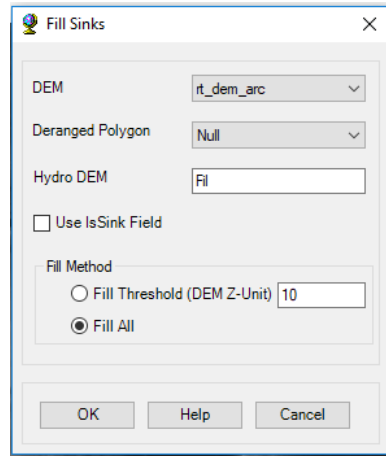 Fill Sinks
DEM rt_dem_arc
Deranged Polygon Null
Hydro DEM Fil
Use IsSink Field
Fill Method
Fill Threshold (DEM Z-Unit) 10
Fill All
OK Help Cancel